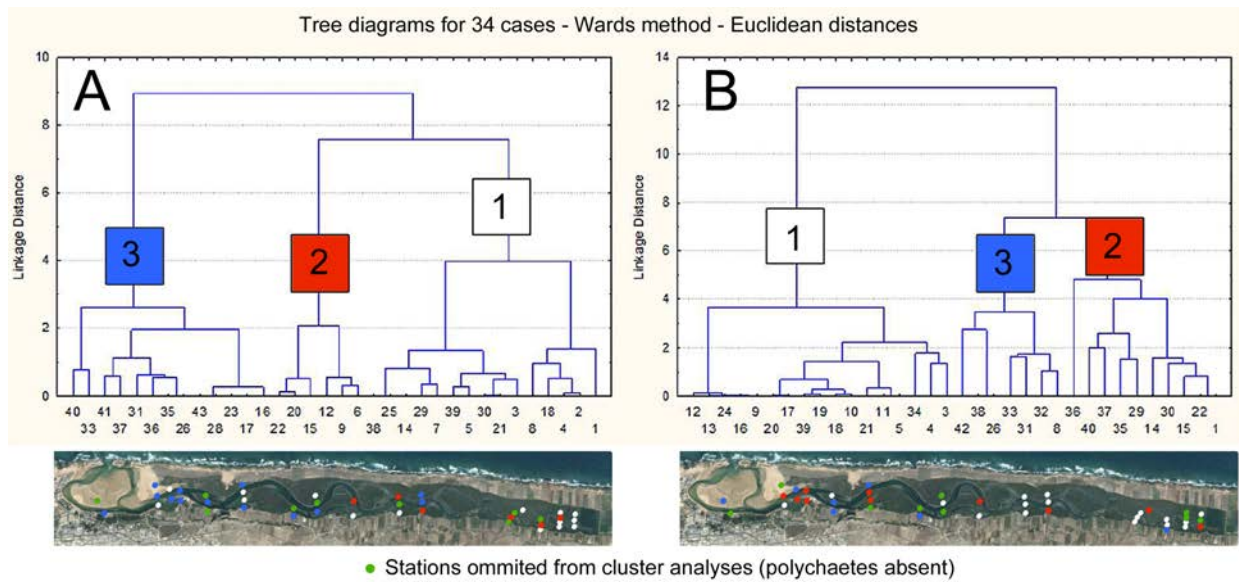 Tree diagrams for 34 cases - Wards method - Euclidean distances
A
B
Linkage Distance
10
8
6
4
2
0
3
2
1
40 41 31 35 43 23 16 20 12 6 25 29 39 30 3 18 2
33 37 36 26 28 17 22 15 9 38 14 7 5 21 8 4 1
Linkage Distance
14
12
10
8
6
4
2
0
1
3
2
12 24 9 17 19 10 11 34 3 38 33 32 36 37 29 30 22
13 16 20 39 18 21 5 4 42 26 31 8 40 35 14 15 1
Stations ommited from cluster analyses (polychaetes absent)